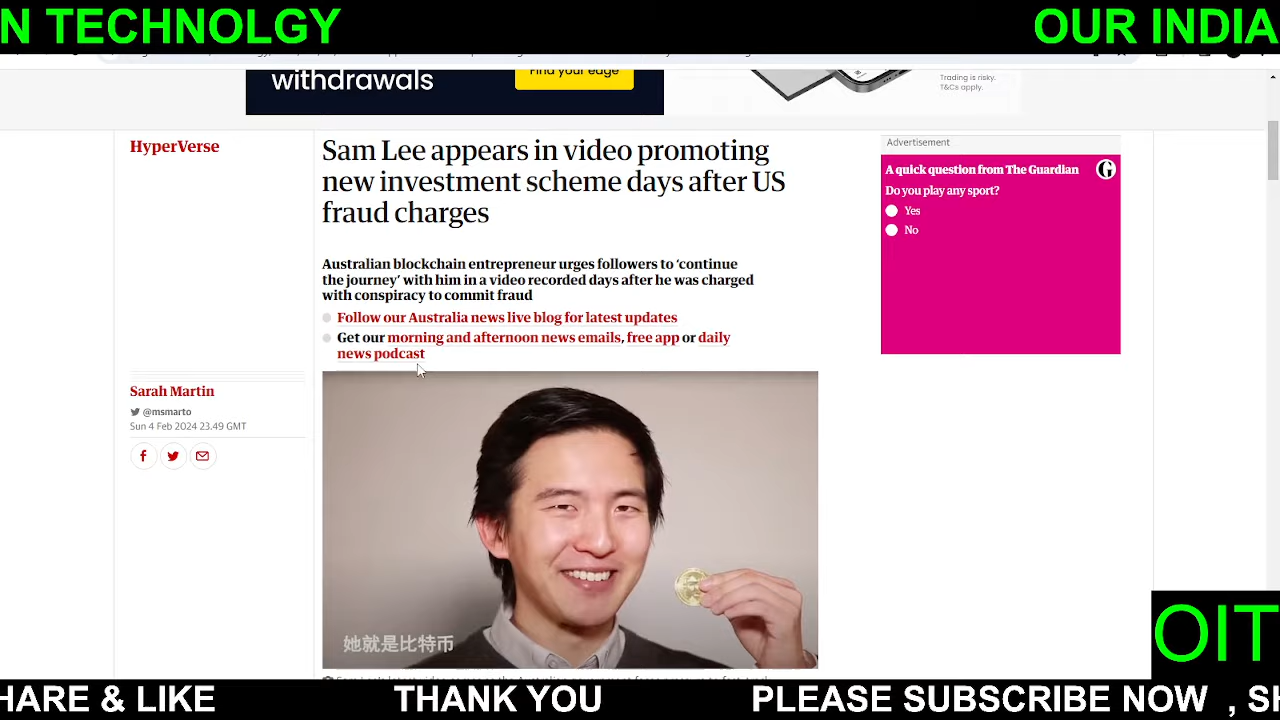 N TECHNOLGY
OUR INDIA
withdrawals
Find your edge
Trading is risky.
T&Cs apply.
HyperVerse
Sam Lee appears in video promoting
new investment scheme days after US
fraud charges
Australian blockchain entrepreneur urges followers to ‘continue
the journey’ with him in a video recorded days after he was charged
with conspiracy to commit fraud
Follow our Australia news live blog for latest updates
Get our morning and afternoon news emails, free app or daily
news podcast
Sarah Martin
@msmarto
Sun 4 Feb 2024 23.49 GMT
Advertisement
A quick question from The Guardian
G
Do you play any sport?
Yes
No
她就是比特币
OIT
HARE & LIKE
THANK YOU
PLEASE SUBSCRIBE NOW , SH